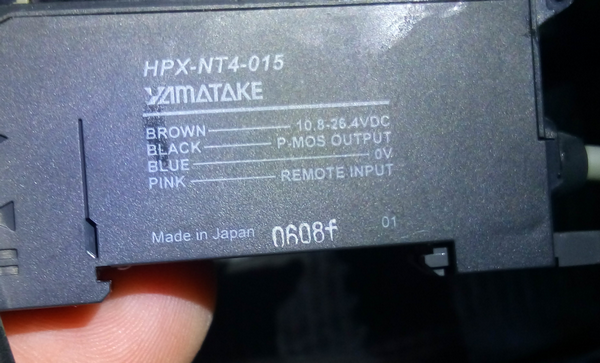 HPX-NT4-015
YAMATAKE
BROWN 10.8-26.4VDC
BLACK P-MOS OUTPUT
BLUE 0V
PINK REMOTE INPUT
Made in Japan 0608f 01